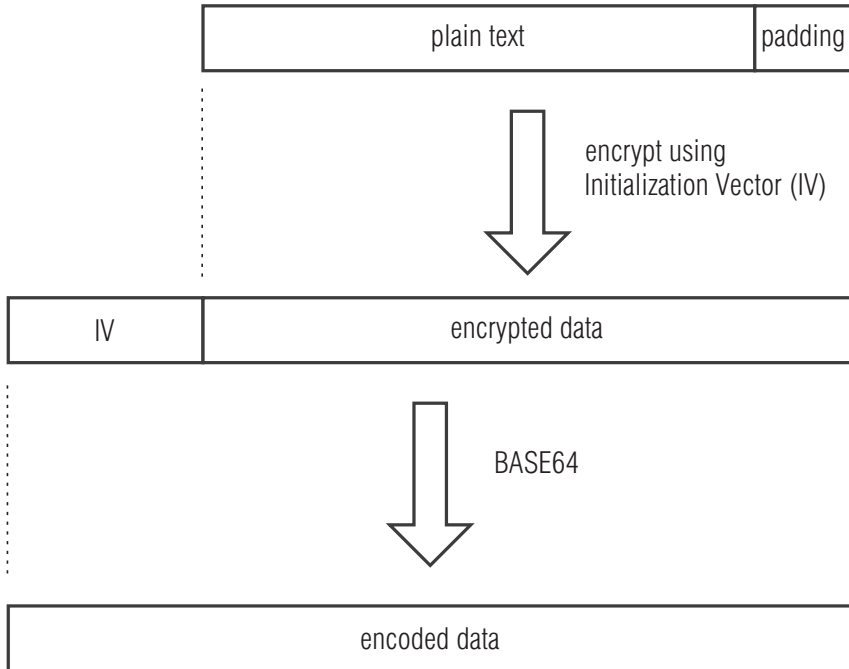 plain text
padding
encrypt using
Initialization Vector (IV)
IV
encrypted data
BASE64
encoded data